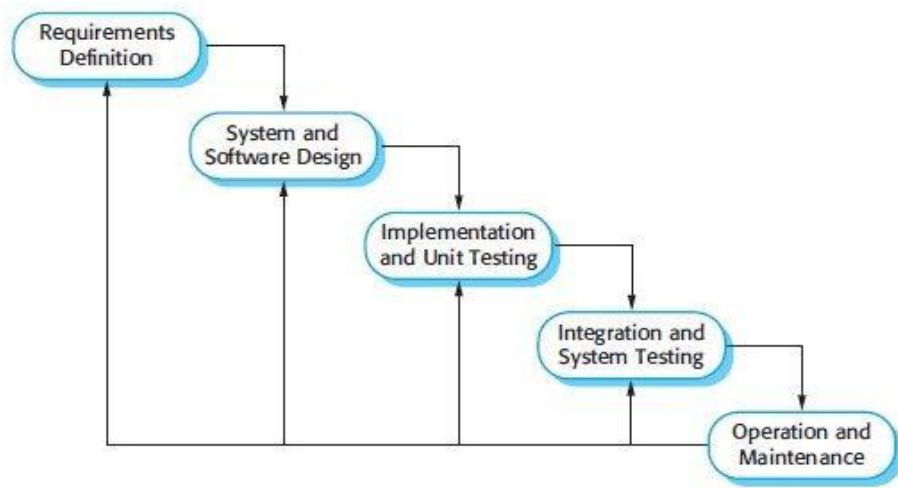 Requirements
Definition
System and
Software Design
Implementation
and Unit Testing
Integration and
System Testing
Operation and
Maintenance